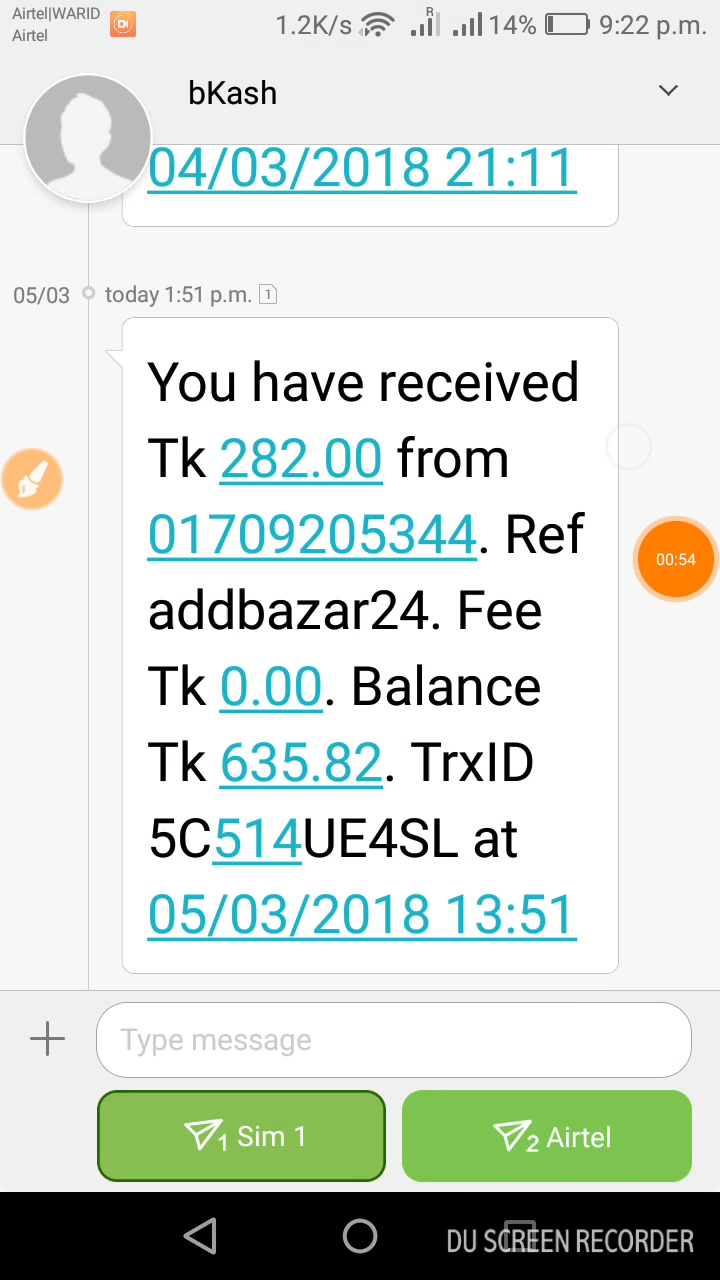 Airtel|WARID
Airtel
1.2K/s R 14% 9:22 p.m.
bKash
04/03/2018 21:11
05/03 today 1:51 p.m. 1
You have received
Tk 282.00 from
01709205344. Ref
addbazar24. Fee
Tk 0.00. Balance
Tk 635.82. TrxID
5C514UE4SL at
05/03/2018 13:51
00:54
Type message
1 Sim 1
2 Airtel
DU SCREEN RECORDER